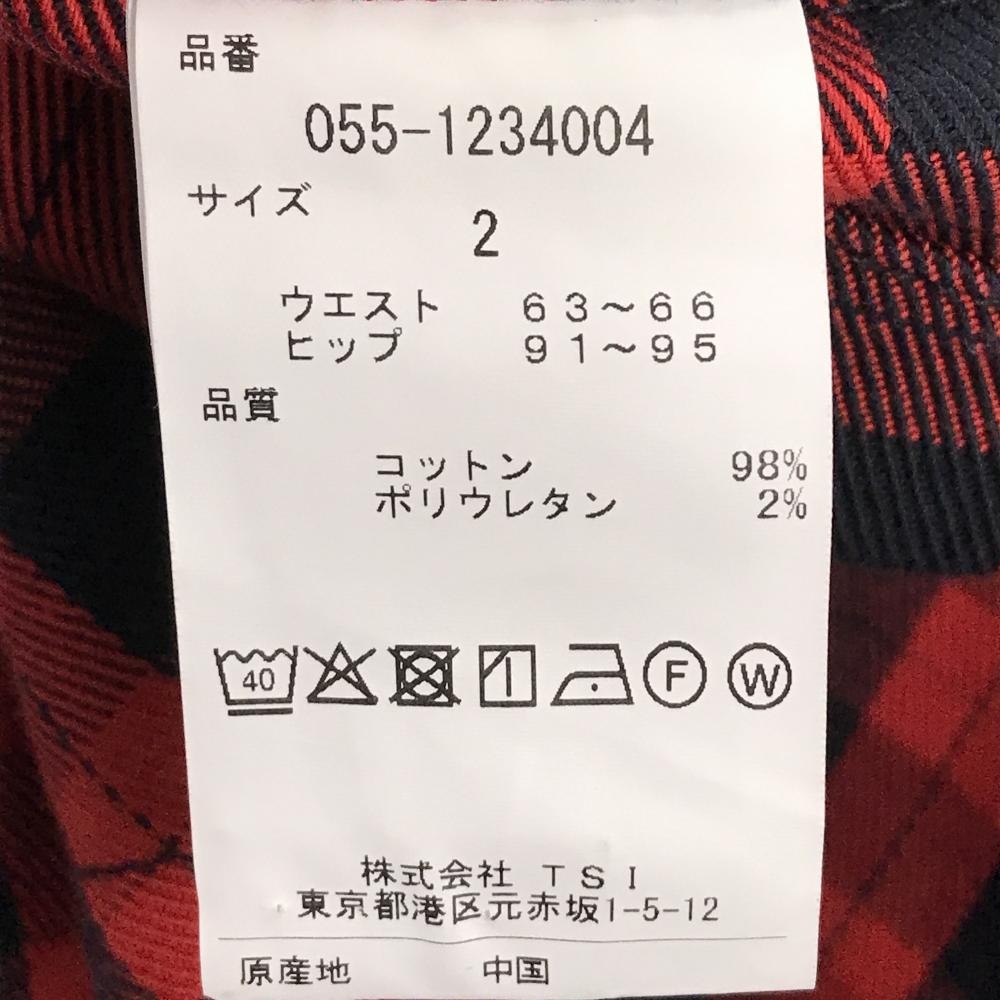 品番
055-1234004
サイズ
2
ウエスト 63〜66
ヒップ 91〜95
品質
コットン 98%
ポリウレタン 2%
40 F W
株式会社 TSI
東京都港区元赤坂1-5-12
原産地 中国